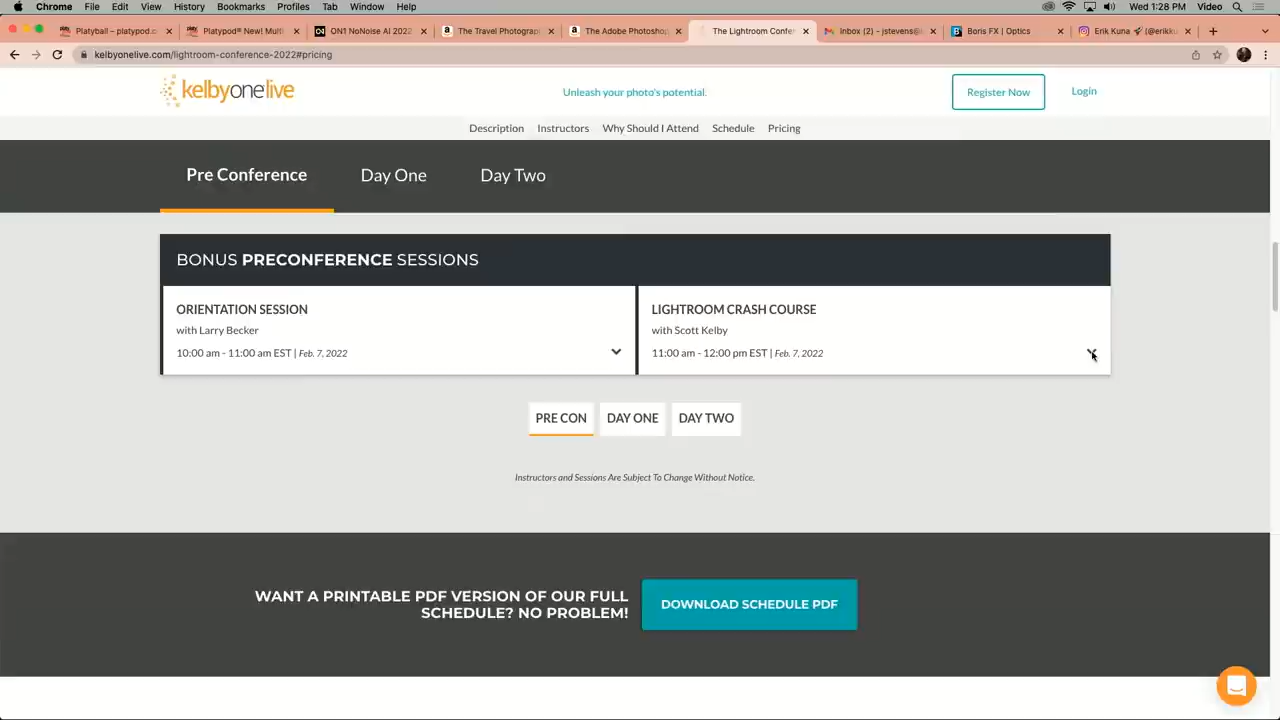 Chrome File Edit View History Bookmarks Profiles Tab Window Help Wed 1:28 PM Video
Platyball – platypod.c Platypod® New! Multi ON1 NoNoise AI 2022 The Travel Photograp The Adobe Photoshop The Lightroom Confe Inbox (2) - jstevens@ Boris FX | Optics Erik Kuna 🚀 (@erikku
kelbyonelive.com/lightroom-conference-2022#pricing
kelbyonelive Unleash your photo's potential. Register Now Login
Description Instructors Why Should I Attend Schedule Pricing
Pre Conference Day One Day Two
BONUS PRECONFERENCE SESSIONS
ORIENTATION SESSION
with Larry Becker
10:00 am - 11:00 am EST | Feb. 7, 2022
LIGHTROOM CRASH COURSE
with Scott Kelby
11:00 am - 12:00 pm EST | Feb. 7, 2022
PRE CON DAY ONE DAY TWO
Instructors and Sessions Are Subject To Change Without Notice.
WANT A PRINTABLE PDF VERSION OF OUR FULL
SCHEDULE? NO PROBLEM!
DOWNLOAD SCHEDULE PDF